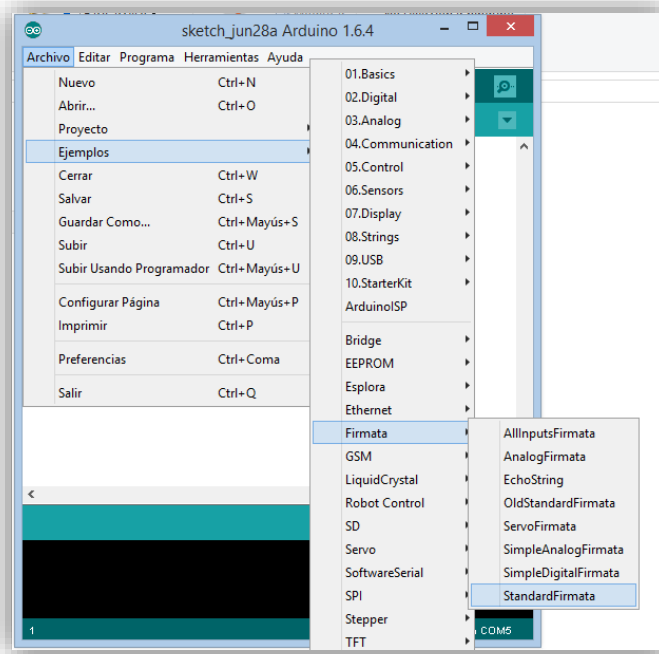 sketch_jun28a Arduino 1.6.4
Archivo Editar Programa Herramientas Ayuda
Nuevo Ctrl+N
Abrir... Ctrl+O
Proyecto
Ejemplos
Cerrar Ctrl+W
Salvar Ctrl+S
Guardar Como... Ctrl+Mayús+S
Subir Ctrl+U
Subir Usando Programador Ctrl+Mayús+U
Configurar Página Ctrl+Mayús+P
Imprimir Ctrl+P
Preferencias Ctrl+Coma
Salir Ctrl+Q
01.Basics
02.Digital
03.Analog
04.Communication
05.Control
06.Sensors
07.Display
08.Strings
09.USB
10.StarterKit
ArduinoISP
Bridge
EEPROM
Esplora
Ethernet
Firmata
GSM
LiquidCrystal
Robot Control
SD
Servo
SoftwareSerial
SPI
Stepper
TFT
AllInputsFirmata
AnalogFirmata
EchoString
OldStandardFirmata
ServoFirmata
SimpleAnalogFirmata
SimpleDigitalFirmata
StandardFirmata
1
COM5